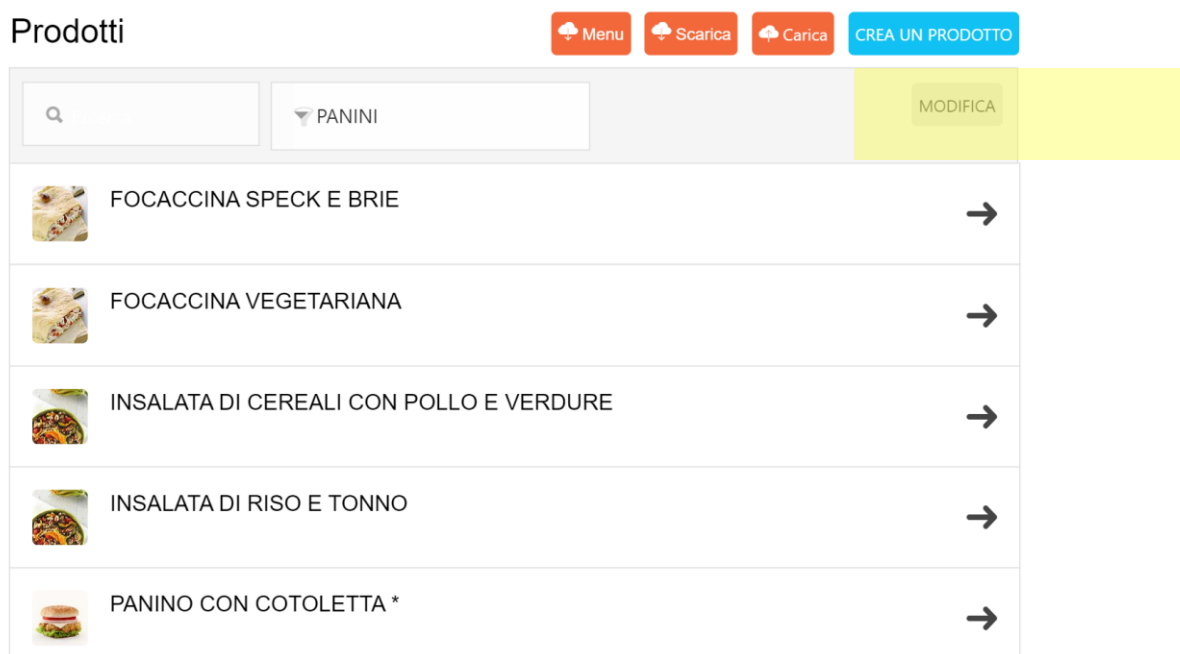 Prodotti
Menu
Scarica
Carica
CREA UN PRODOTTO
PANINI
MODIFICA
FOCACCINA SPECK E BRIE
FOCACCINA VEGETARIANA
INSALATA DI CEREALI CON POLLO E VERDURE
INSALATA DI RISO E TONNO
PANINO CON COTOLETTA *